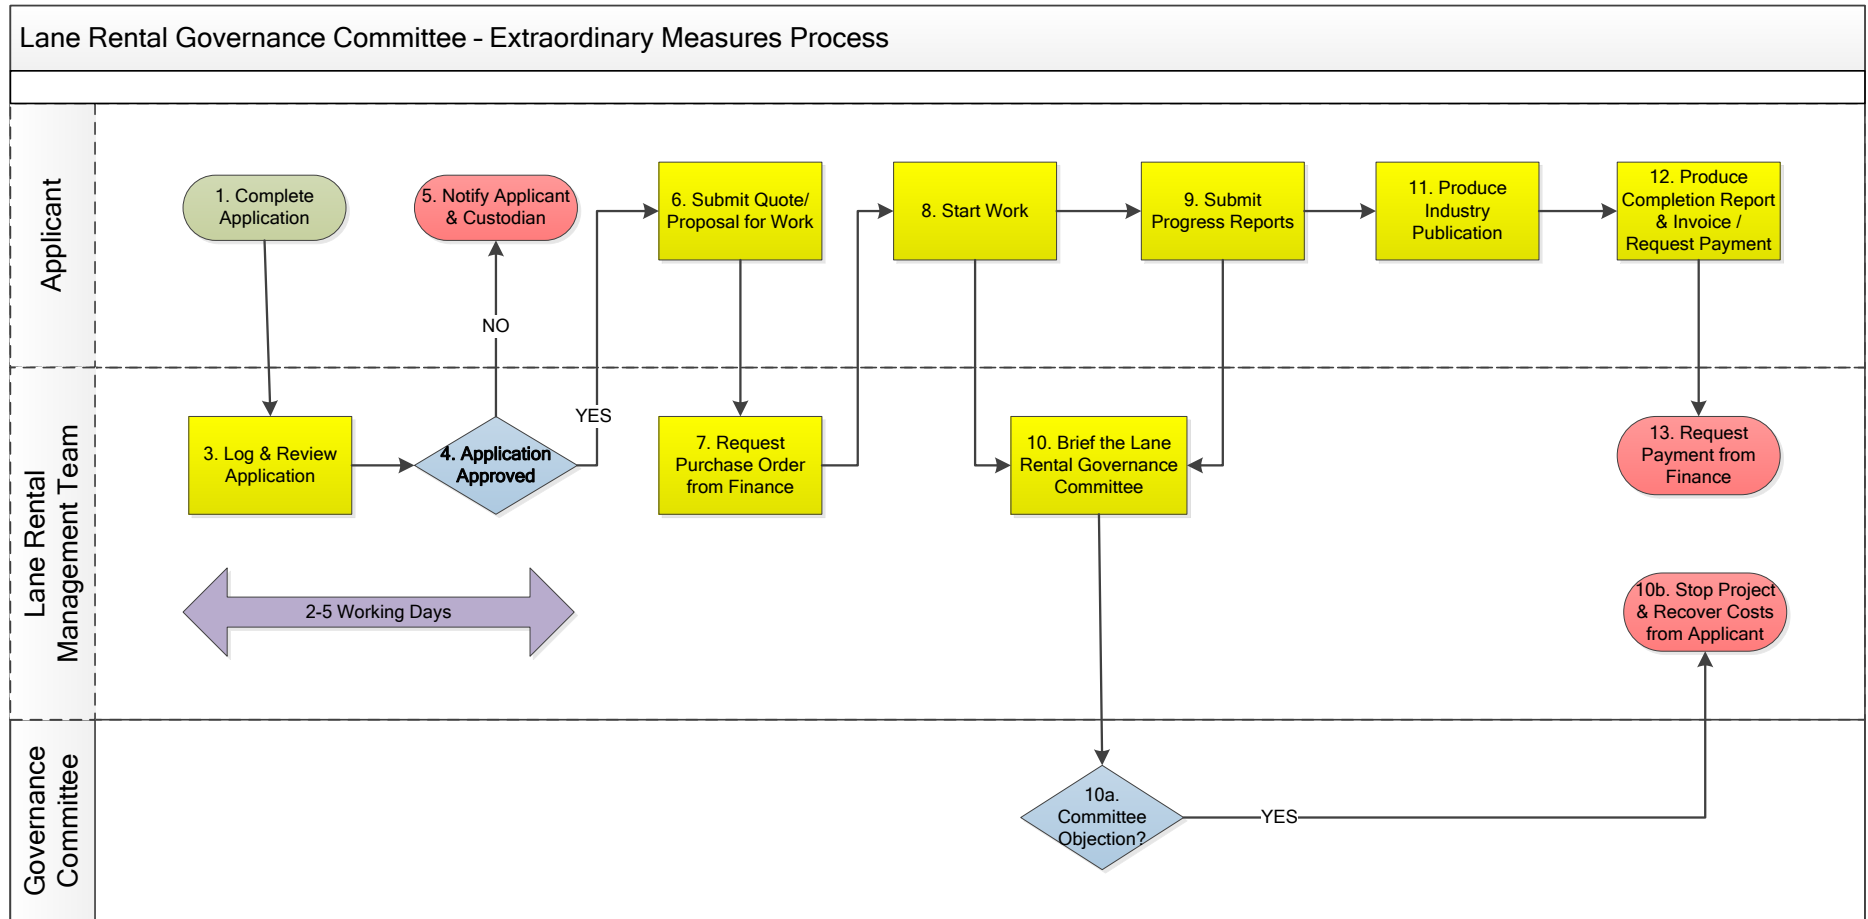 Lane Rental Governance Committee – Extraordinary Measures Process
Applicant
1. Complete
Application
5. Notify Applicant
& Custodian
6. Submit Quote/
Proposal for Work
8. Start Work
9. Submit
Progress Reports
11. Produce
Industry
Publication
12. Produce
Completion Report
& Invoice /
Request Payment
NO
YES
Lane Rental
Management Team
3. Log & Review
Application
4. Application
Approved
7. Request
Purchase Order
from Finance
10. Brief the Lane
Rental Governance
Committee
13. Request
Payment from
Finance
2-5 Working Days
10b. Stop Project
& Recover Costs
from Applicant
Governance
Committee
10a.
Committee
Objection?
YES